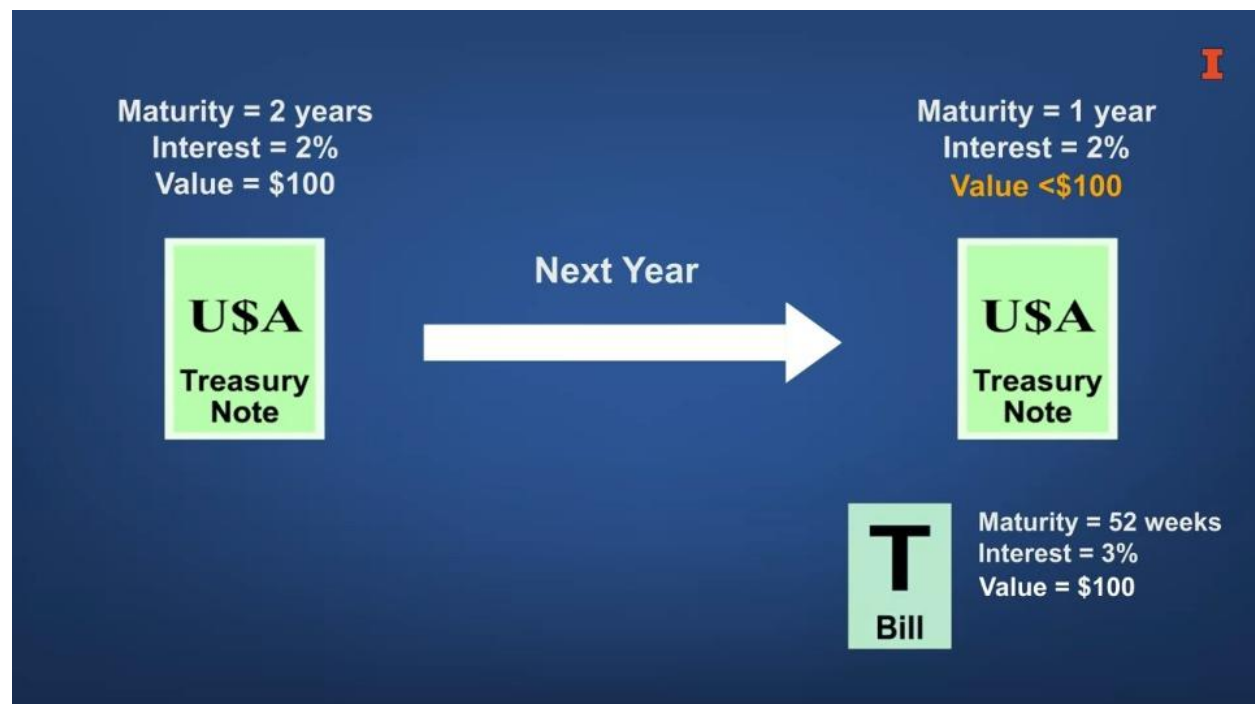 I
Maturity = 2 years
Interest = 2%
Value = $100
U$A
Treasury
Note
Next Year
Maturity = 1 year
Interest = 2%
Value <$100
U$A
Treasury
Note
T
Bill
Maturity = 52 weeks
Interest = 3%
Value = $100